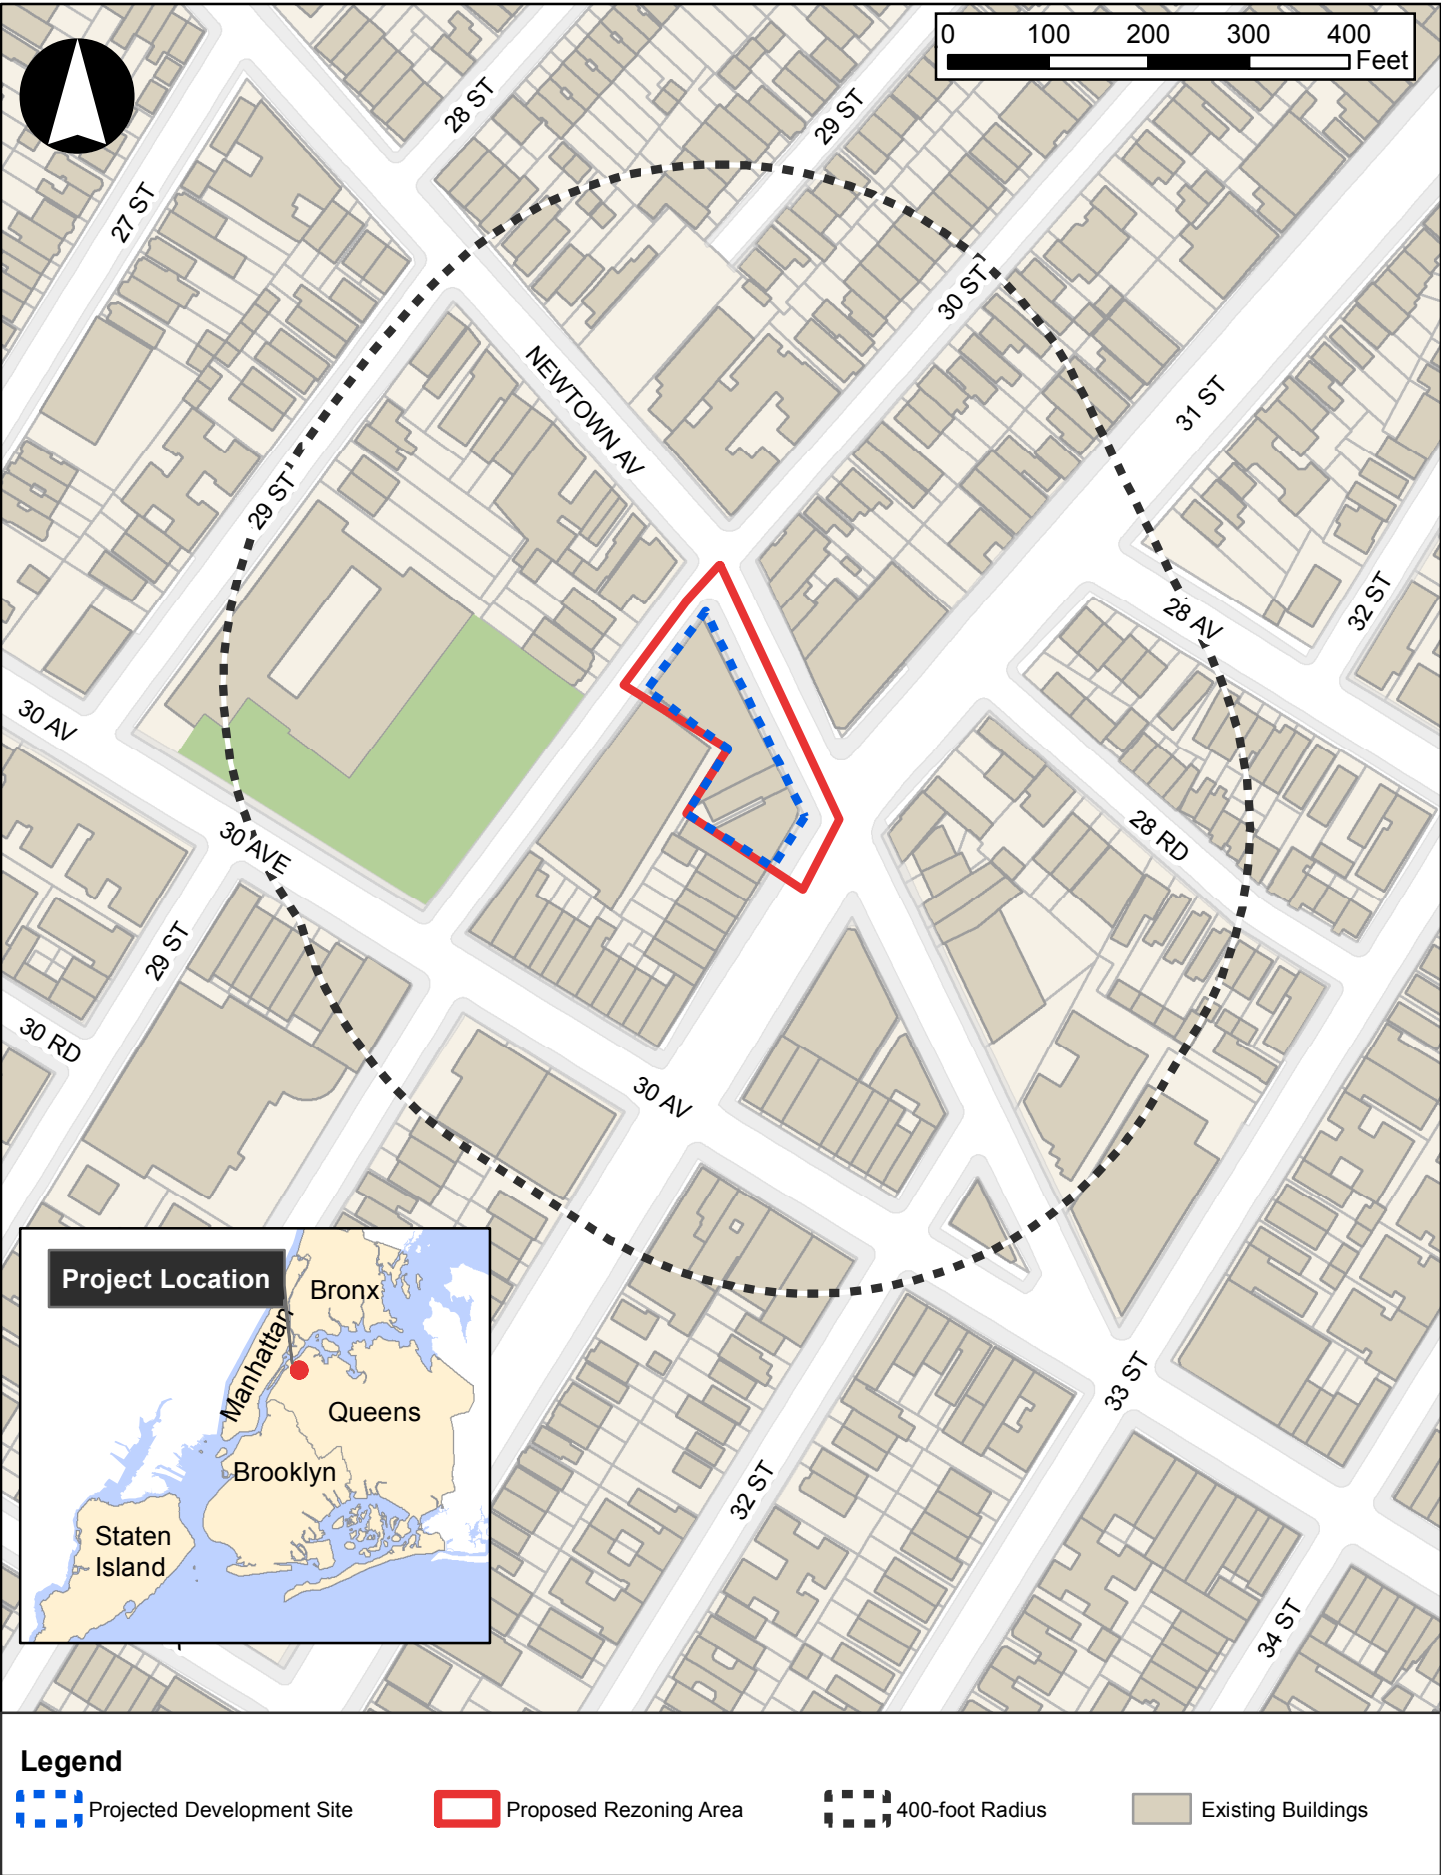 0 100 200 300 400
Feet
28 ST
29 ST
27 ST
30 ST
NEWTOWN AV
31 ST
29 ST
32 ST
28 AV
30 AV
28 RD
30 AVE
29 ST
30 RD
30 AV
Project Location
Bronx
Manhattan
Queens
Brooklyn
Staten
Island
33 ST
32 ST
34 ST
Legend
Projected Development Site
Proposed Rezoning Area
400-foot Radius
Existing Buildings